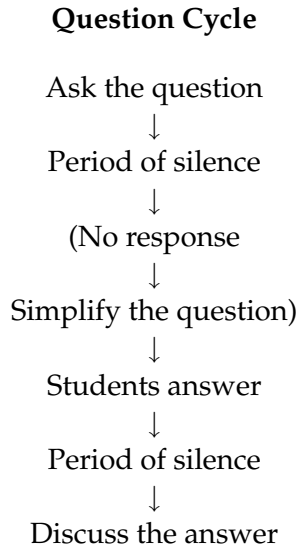 Question Cycle
Ask the question
↓
Period of silence
↓
(No response
↓
Simplify the question)
↓
Students answer
↓
Period of silence
↓
Discuss the answer